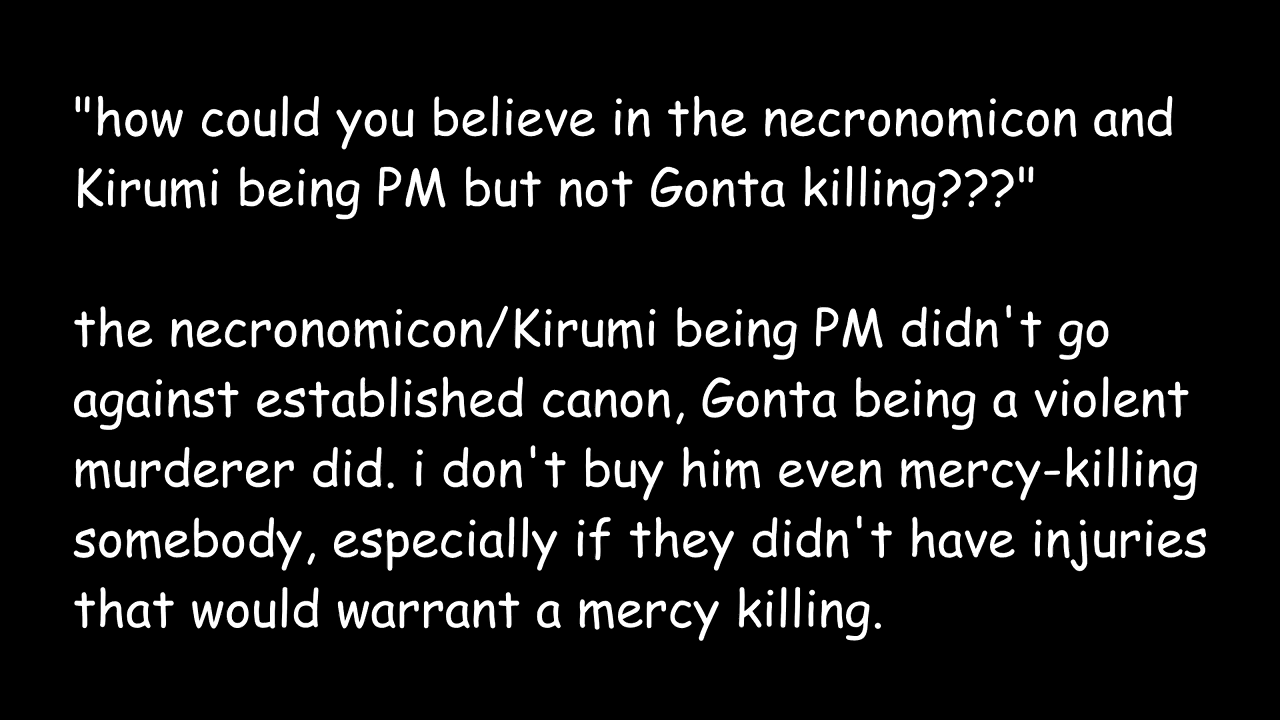 "how could you believe in the necronomicon and
Kirumi being PM but not Gonta killing???"
the necronomicon/Kirumi being PM didn't go
against established canon, Gonta being a violent
murderer did. i don't buy him even mercy-killing
somebody, especially if they didn't have injuries
that would warrant a mercy killing.